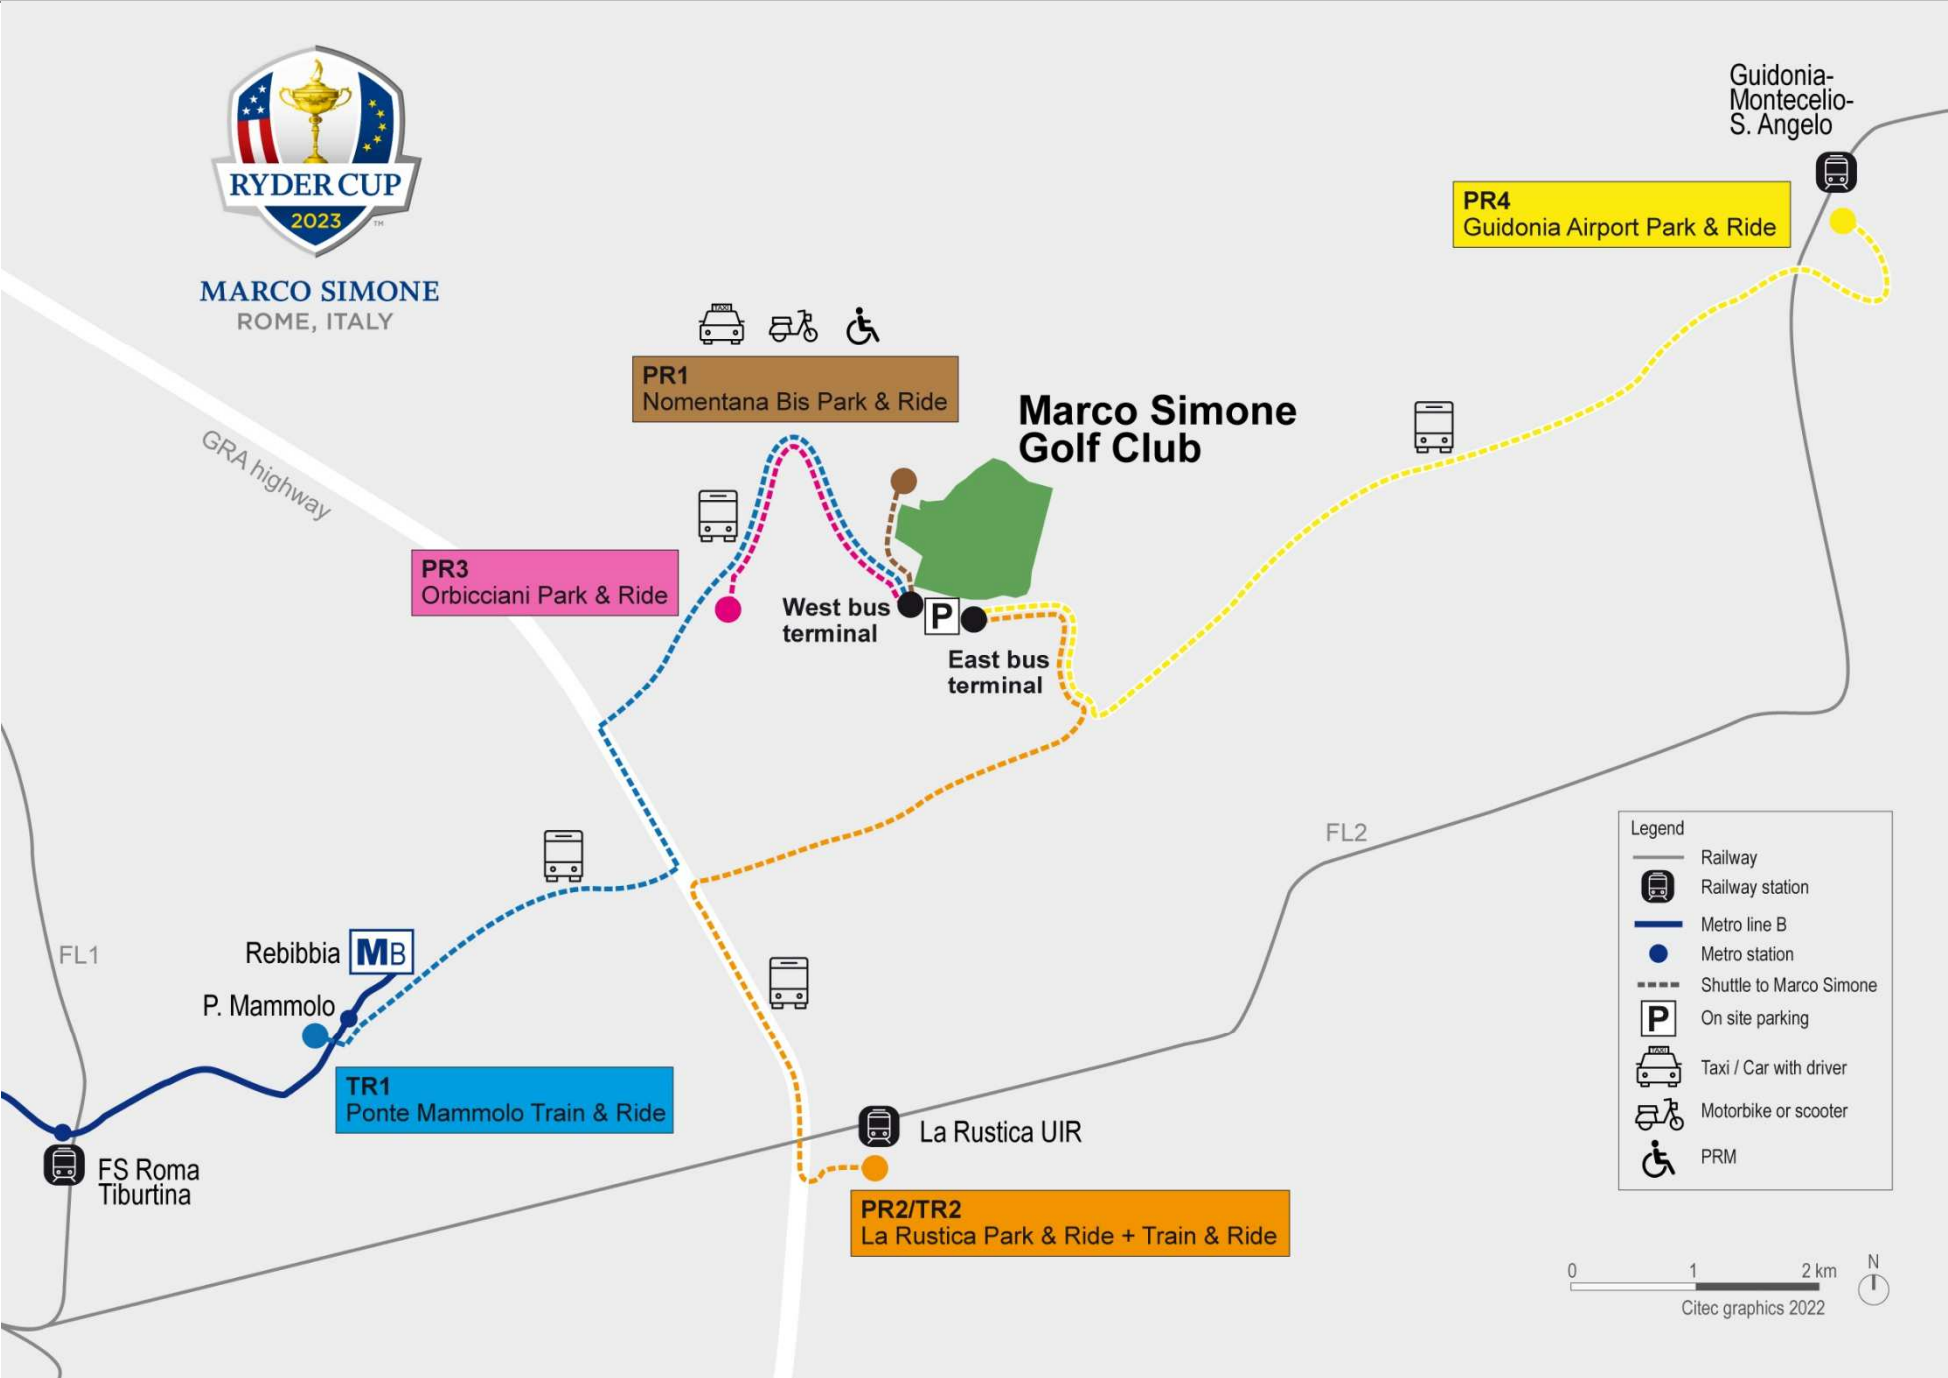 RYDER CUP
2023
TM
MARCO SIMONE
ROME, ITALY
Guidonia-
Montecelio-
S. Angelo
PR4
Guidonia Airport Park & Ride
TAXI
PR1
Nomentana Bis Park & Ride
Marco Simone
Golf Club
GRA highway
PR3
Orbicciani Park & Ride
West bus
terminal
P
East bus
terminal
FL2
FL1
Rebibbia
MB
P. Mammolo
TR1
Ponte Mammolo Train & Ride
FS Roma
Tiburtina
La Rustica UIR
PR2/TR2
La Rustica Park & Ride + Train & Ride
Legend
Railway
Railway station
Metro line B
Metro station
Shuttle to Marco Simone
P
On site parking
TAXI
Taxi / Car with driver
Motorbike or scooter
PRM
0 1 2 km
N
Citec graphics 2022